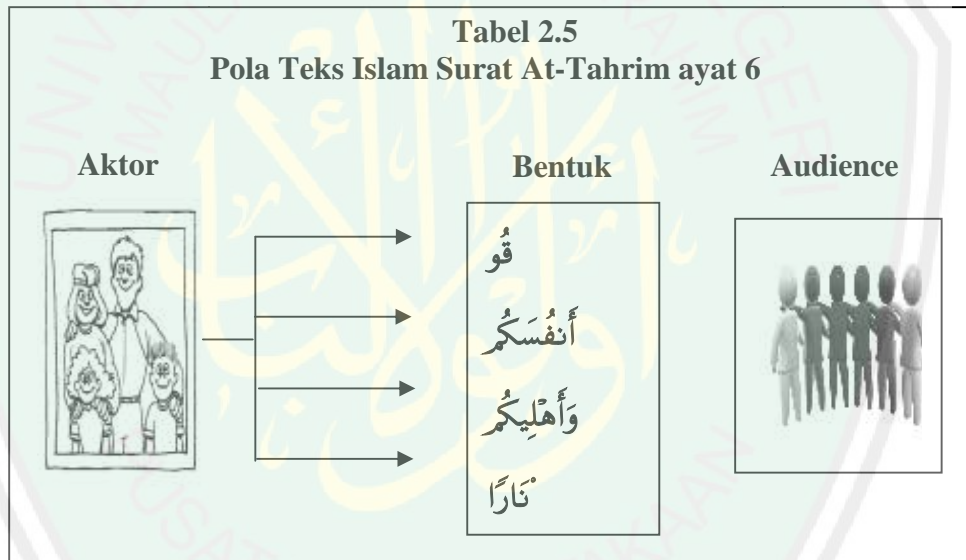 Tabel 2.5
Pola Teks Islam Surat At-Tahrim ayat 6
Aktor Bentuk Audience
قُو
أَنفُسَكُم
وَأَهْلِيكُم
ْنَارًا